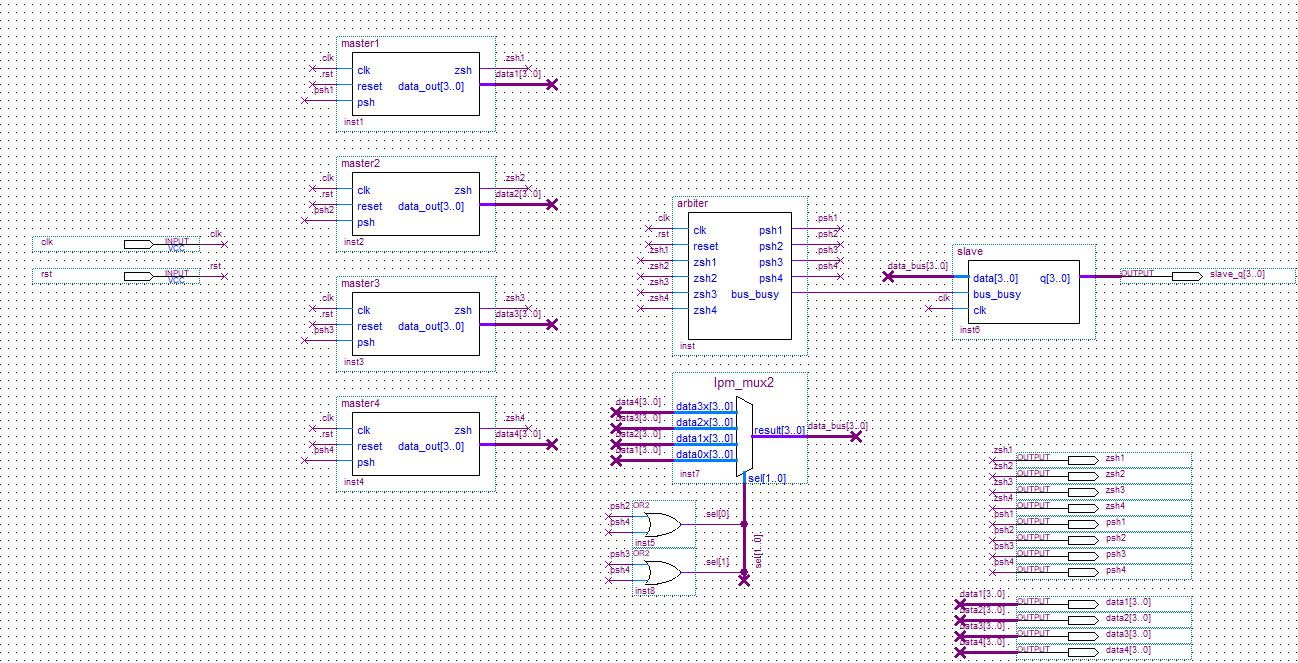 master1
clk
clk
zsh
zsh1
rst
reset
data_out[3..0]
data1[3..0]
psh1
psh
inst1
master2
clk
clk
zsh
zsh2
rst
reset
data_out[3..0]
data2[3..0]
psh2
psh
inst2
clk
INPUT
VCC
clk
rst
INPUT
VCC
rst
master3
clk
clk
zsh
zsh3
rst
reset
data_out[3..0]
data3[3..0]
psh3
psh
inst3
master4
clk
clk
zsh
zsh4
rst
reset
data_out[3..0]
data4[3..0]
psh4
psh
inst4
arbiter
clk
clk
psh1
psh1
rst
reset
psh2
psh2
zsh1
zsh1
psh3
psh3
zsh2
zsh2
psh4
psh4
zsh3
zsh3
bus_busy
zsh4
zsh4
inst
slave
data_bus[3..0]
data[3..0]
q[3..0]
OUTPUT
slave_q[3..0]
bus_busy
clk
clk
inst6
lpm_mux2
data4[3..0]
data3x[3..0]
data3[3..0]
data2x[3..0]
data2[3..0]
data1x[3..0]
result[3..0]
data_bus[3..0]
data1[3..0]
data0x[3..0]
inst7
sel[1..0]
psh2
OR2
sel[0]
psh4
inst5
psh3
OR2
sel[1]
psh4
inst8
sel[1..0]
zsh1
OUTPUT
zsh1
zsh2
OUTPUT
zsh2
zsh3
OUTPUT
zsh3
zsh4
OUTPUT
zsh4
psh1
OUTPUT
psh1
psh2
OUTPUT
psh2
psh3
OUTPUT
psh3
psh4
OUTPUT
psh4
data1[3..0]
OUTPUT
data1[3..0]
data2[3..0]
OUTPUT
data2[3..0]
data3[3..0]
OUTPUT
data3[3..0]
data4[3..0]
OUTPUT
data4[3..0]